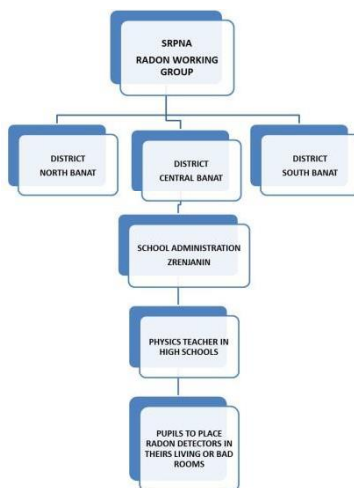 SRPNA
RADON WORKING
GROUP
DISTRICT
NORTH BANAT
DISTRICT
CENTRAL BANAT
DISTRICT
SOUTH BANAT
SCHOOL ADMINISTRATION
ZRENJANIN
PHYSICS TEACHER IN
HIGH SCHOOLS
PUPILS TO PLACE
RADON DETECTORS IN
THEIRS LIVING OR BAD
ROOMS